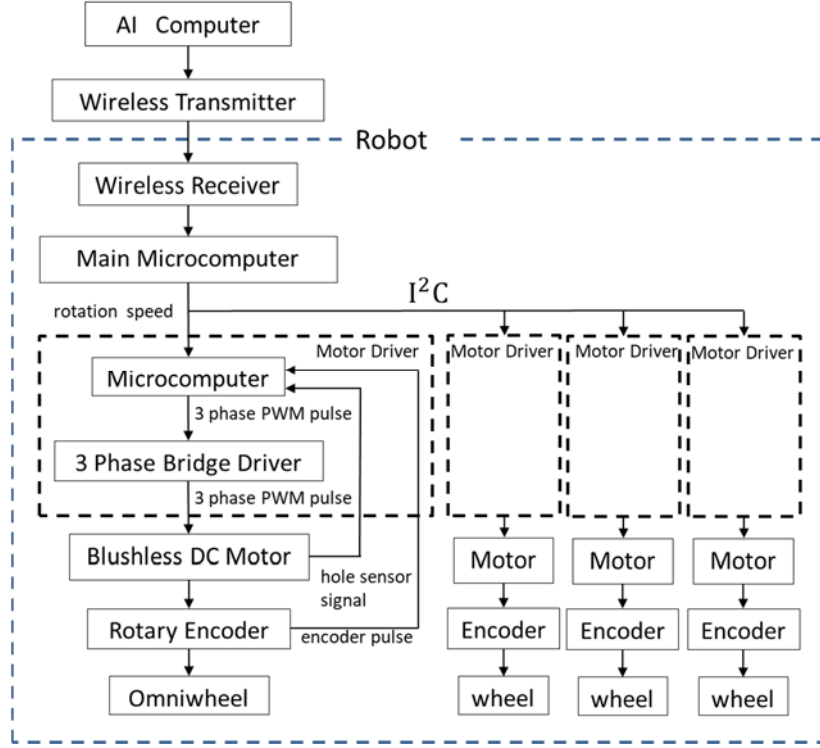 AI Computer
Wireless Transmitter
Robot
Wireless Receiver
Main Microcomputer
I²C
rotation speed
Motor Driver
Motor Driver
Motor Driver
Motor Driver
Microcomputer
3 phase PWM pulse
3 Phase Bridge Driver
3 phase PWM pulse
Blushless DC Motor
hole sensor
signal
Motor
Motor
Motor
Rotary Encoder
encoder pulse
Encoder
Encoder
Encoder
Omniwheel
wheel
wheel
wheel